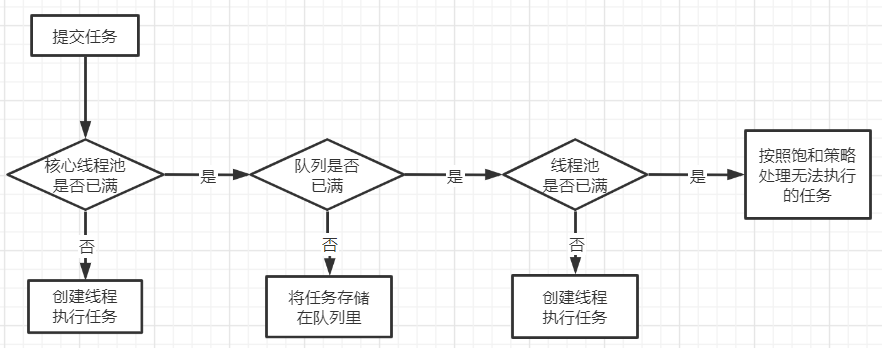 提交任务
核心线程池
是否已满
是
队列是否
已满
是
线程池
是否已满
是
按照饱和策略
处理无法执行
的任务
否
否
否
创建线程
执行任务
将任务存储
在队列里
创建线程
执行任务